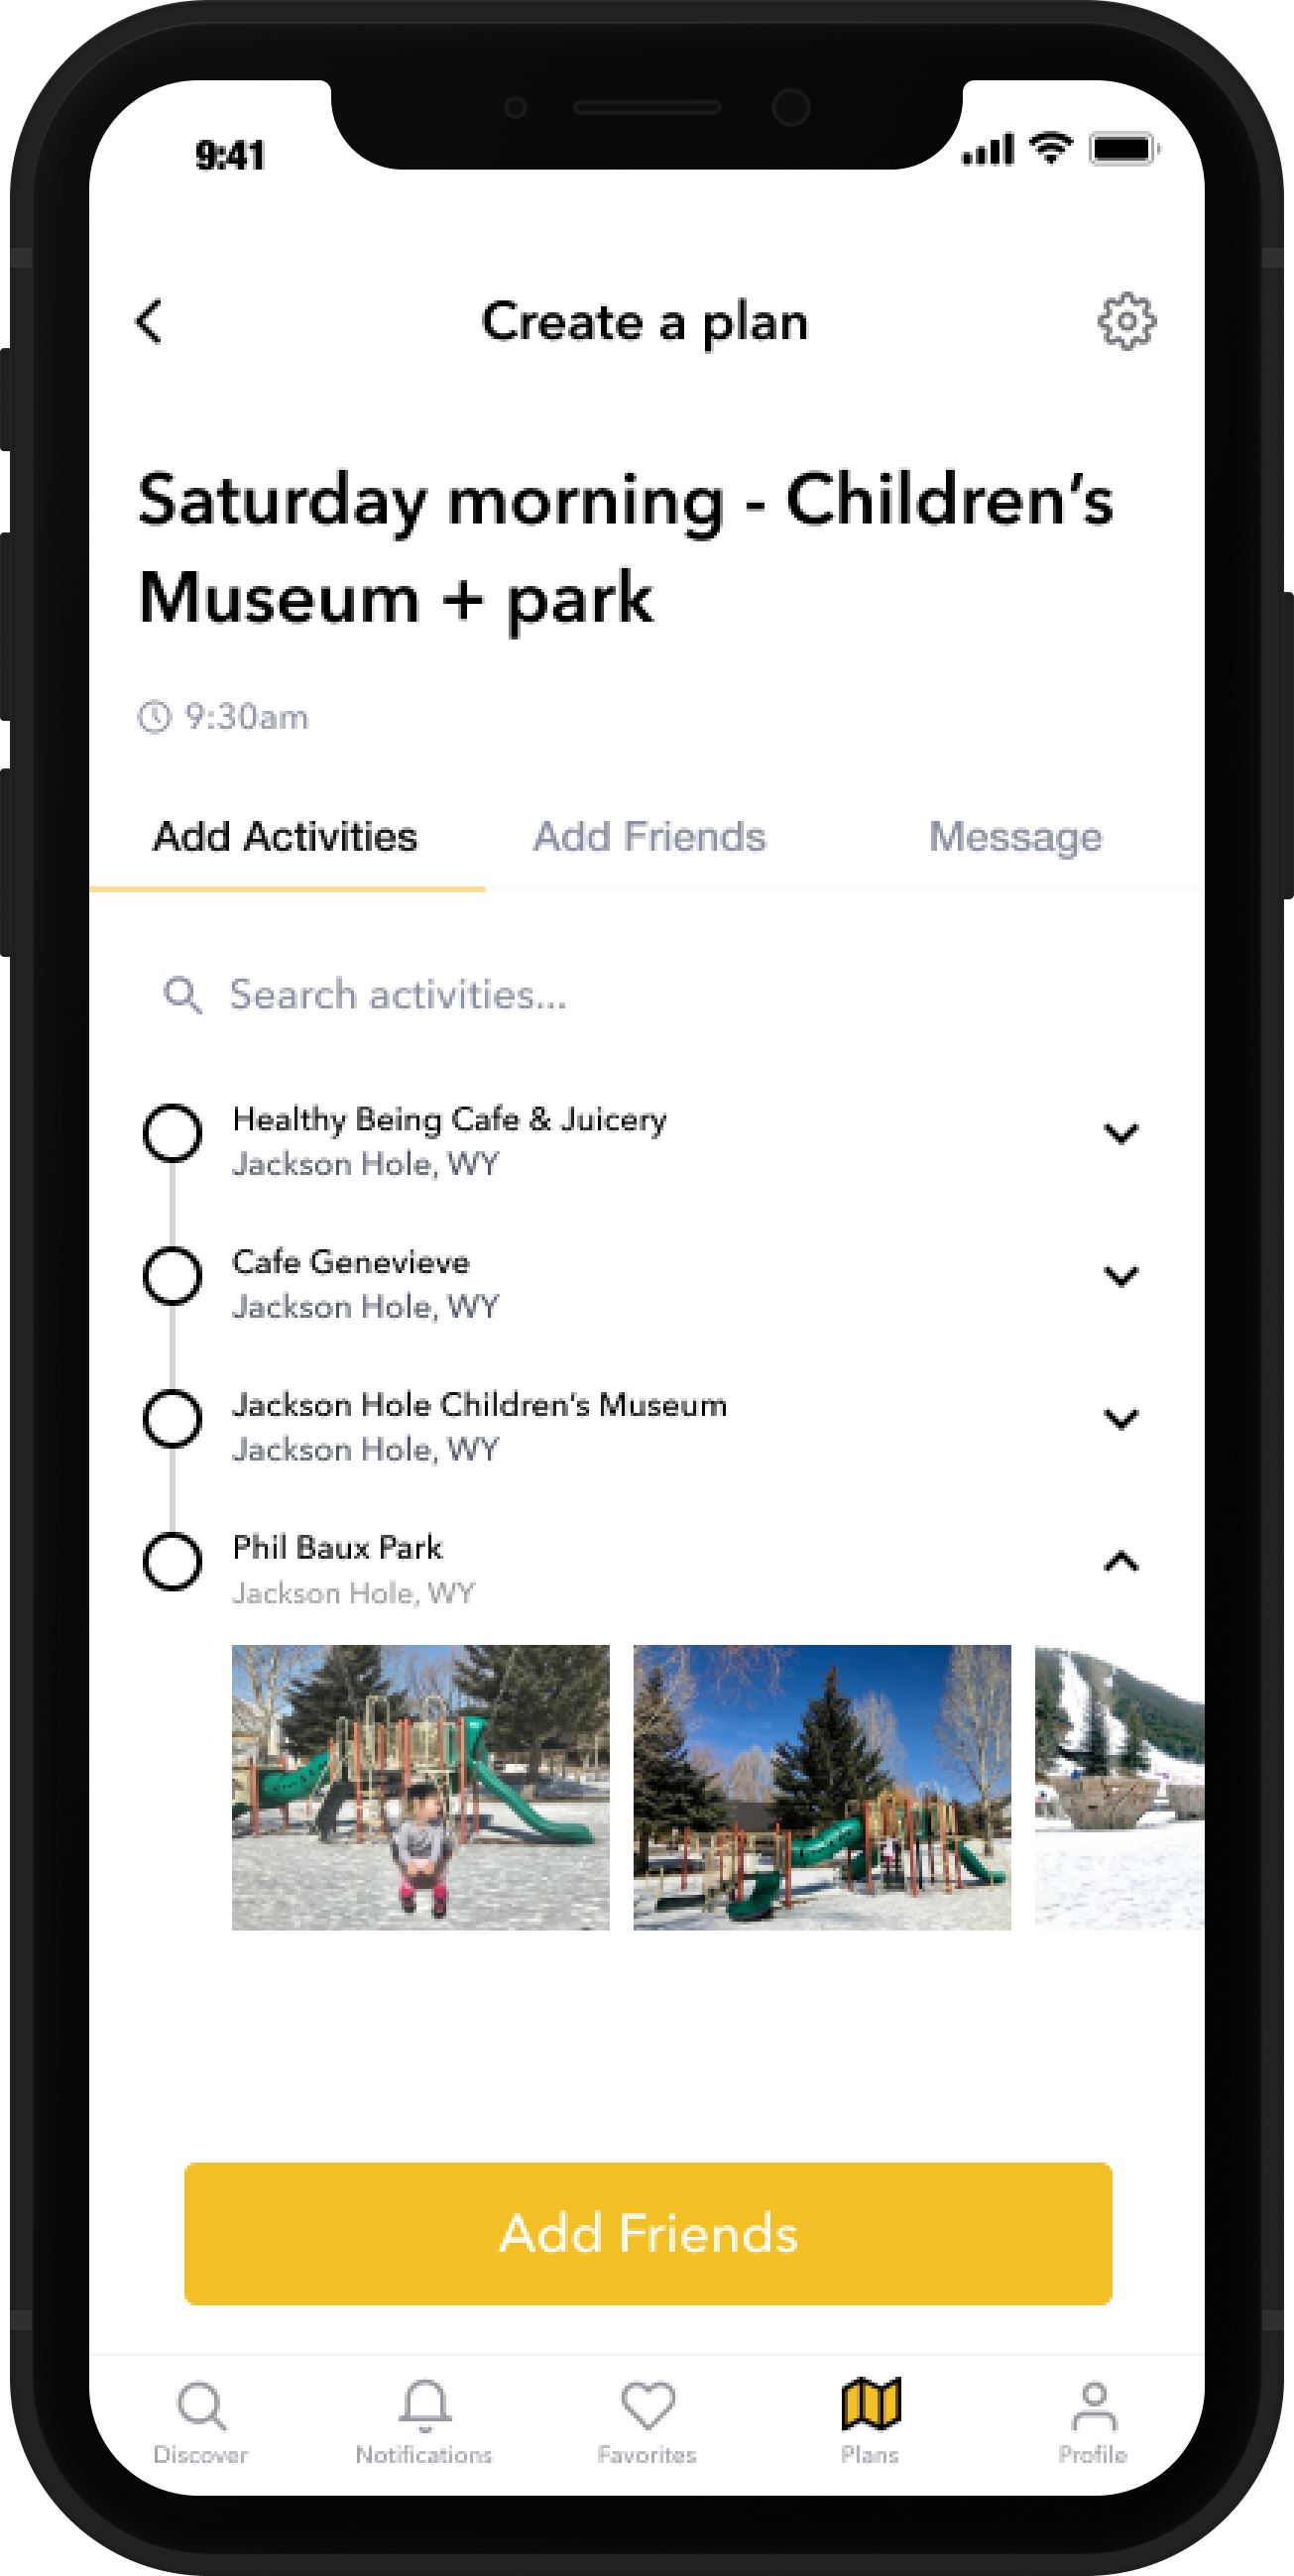 9:41
Create a plan
Saturday morning - Children’s
Museum + park
9:30am
Add Activities
Add Friends
Message
Search activities...
Healthy Being Cafe & Juicery
Jackson Hole, WY
Cafe Genevieve
Jackson Hole, WY
Jackson Hole Children’s Museum
Jackson Hole, WY
Phil Baux Park
Jackson Hole, WY
Add Friends
Discover
Notifications
Favorites
Plans
Profile